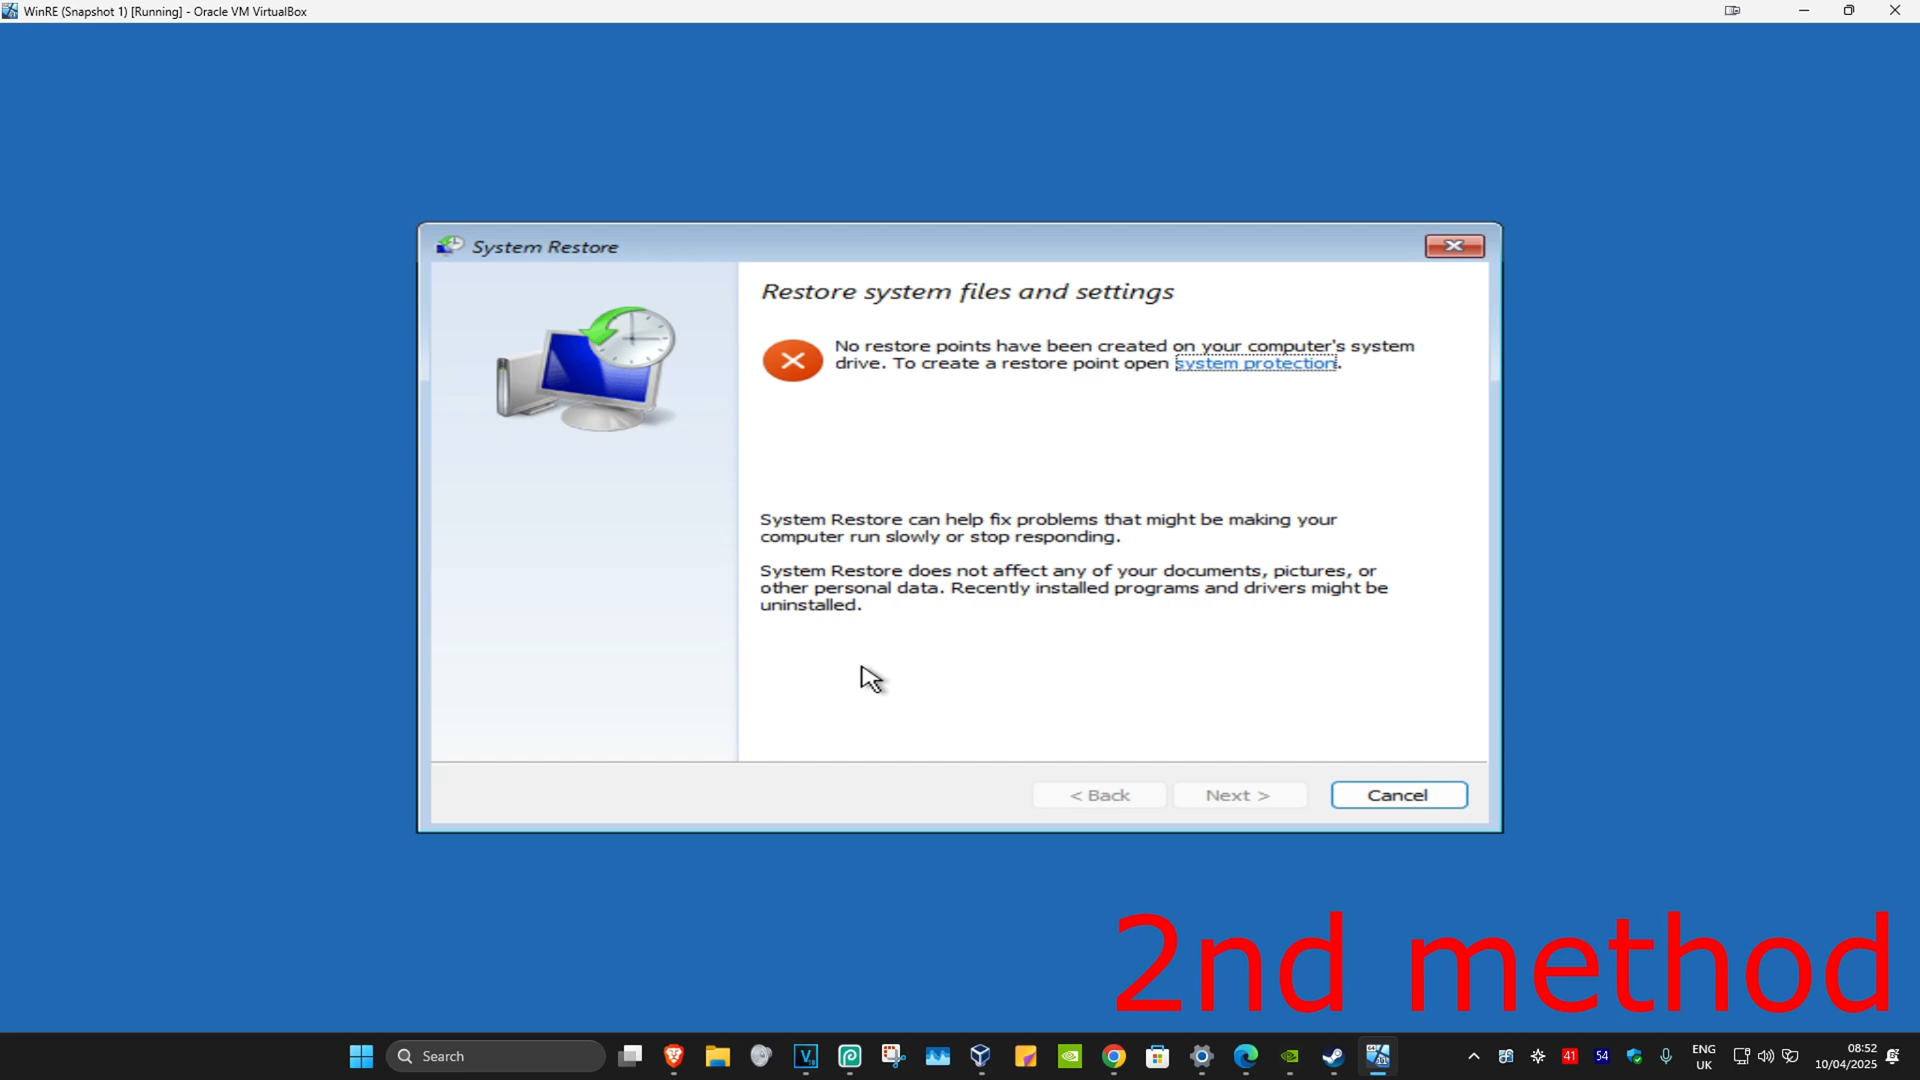 WinRE (Snapshot 1) [Running] - Oracle VM VirtualBox
System Restore
Restore system files and settings
No restore points have been created on your computer's system
drive. To create a restore point open system protection.
System Restore can help fix problems that might be making your
computer run slowly or stop responding.
System Restore does not affect any of your documents, pictures, or
other personal data. Recently installed programs and drivers might be
uninstalled.
< Back
Next >
Cancel
2nd method
Search
41
54
ENG
UK
08:52
10/04/2025